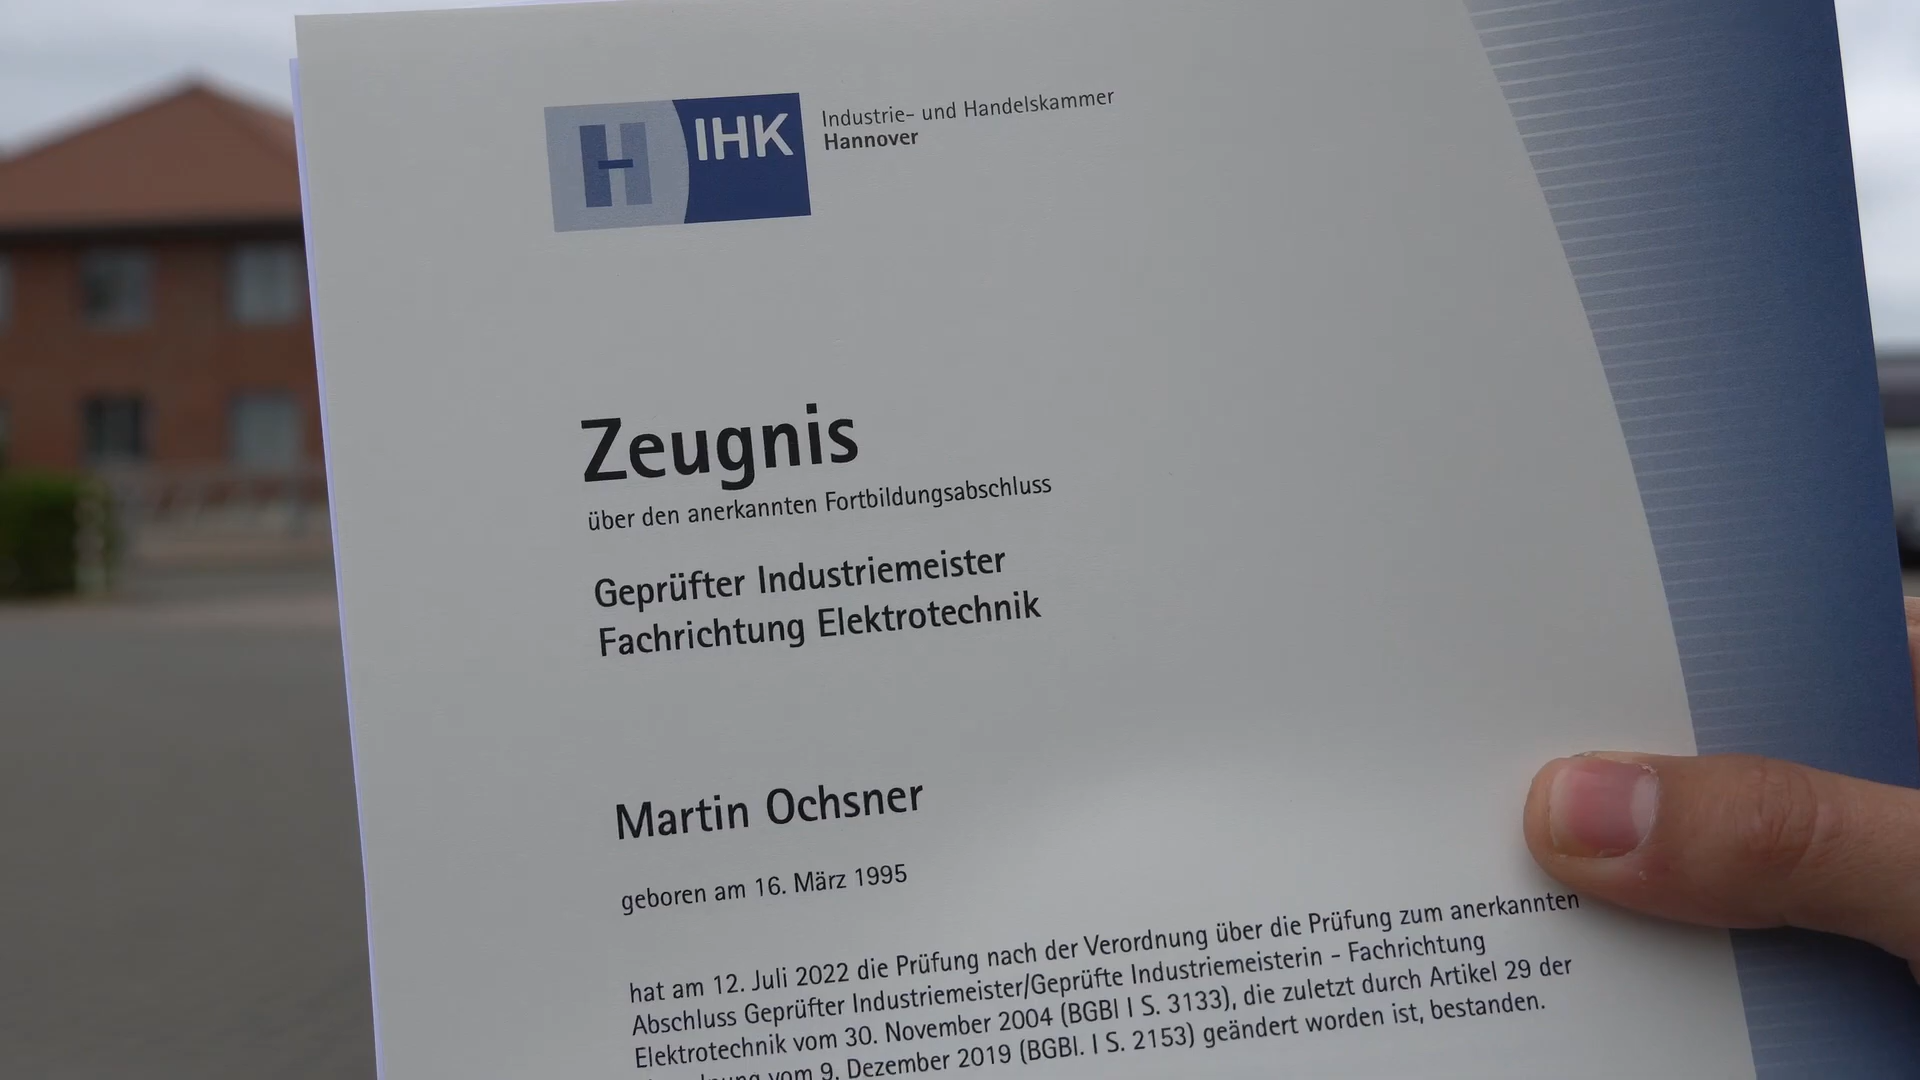 H
IHK
Industrie- und Handelskammer
Hannover
Zeugnis
über den anerkannten Fortbildungsabschluss
Geprüfter Industriemeister
Fachrichtung Elektrotechnik
Martin Ochsner
geboren am 16. März 1995
hat am 12. Juli 2022 die Prüfung nach der Verordnung über die Prüfung zum anerkannten
Abschluss Geprüfter Industriemeister/Geprüfte Industriemeisterin - Fachrichtung
Elektrotechnik vom 30. November 2004 (BGBl I S. 3133), die zuletzt durch Artikel 29 der
vom 9. Dezember 2019 (BGBl. I S. 2153) geändert worden ist, bestanden.